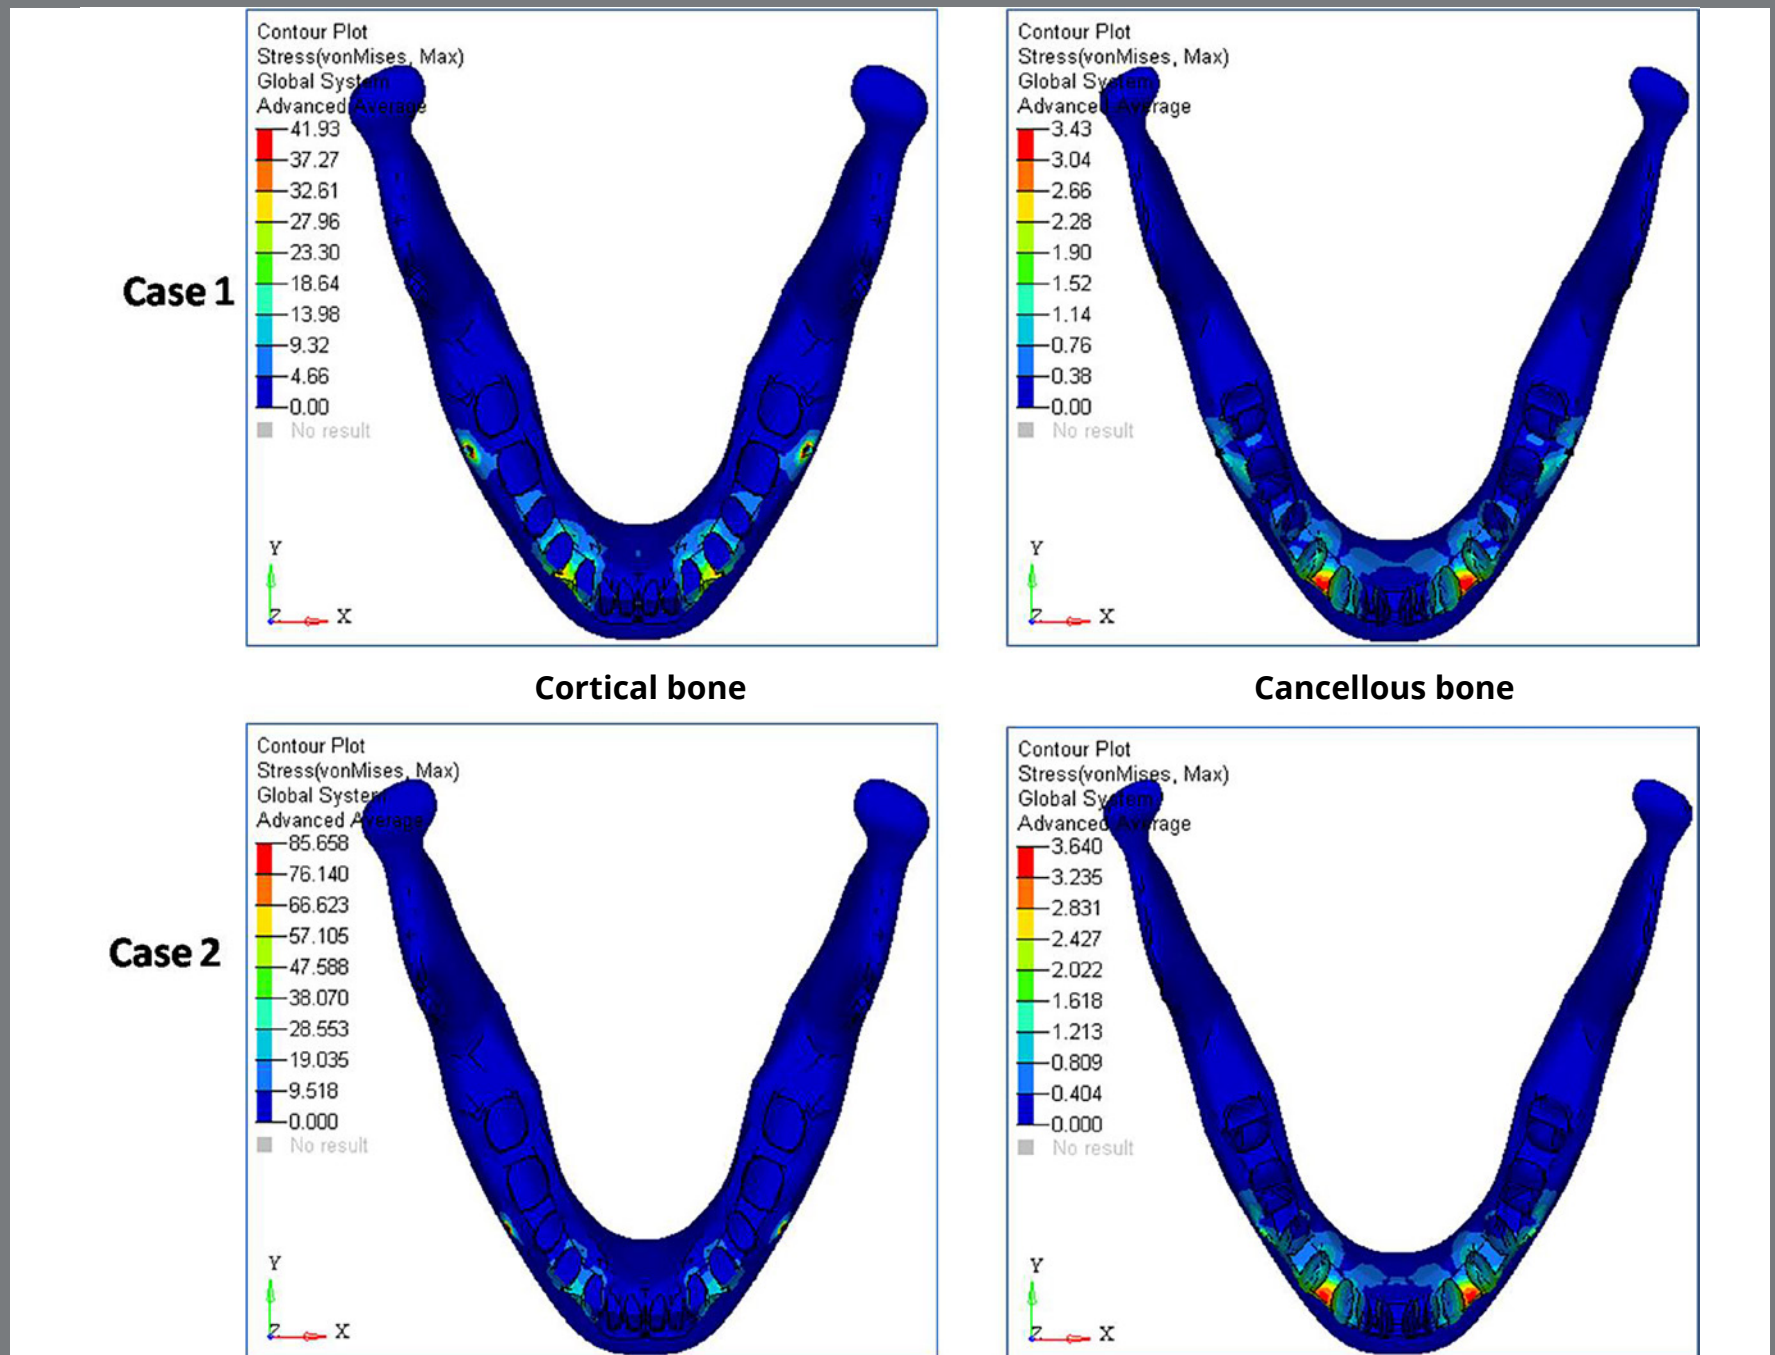 Contour Plot
Stress(vonMises, Max)
Global System
Advanced Average
41.93
37.27
32.61
27.96
23.30
18.64
13.98
9.32
4.66
0.00
No result
Y
Z
X
Contour Plot
Stress(vonMises, Max)
Global System
Advanced Average
3.43
3.04
2.66
2.28
1.90
1.52
1.14
0.76
0.38
0.00
No result
Y
Z
X
Case 1
Cortical bone
Cancellous bone
Contour Plot
Stress(vonMises, Max)
Global System
Advanced Average
85.658
76.140
66.623
57.105
47.588
38.070
28.553
19.035
9.518
0.000
No result
Y
Z
X
Contour Plot
Stress(vonMises, Max)
Global System
Advanced Average
3.640
3.235
2.831
2.427
2.022
1.618
1.213
0.809
0.404
0.000
No result
Y
Z
X
Case 2